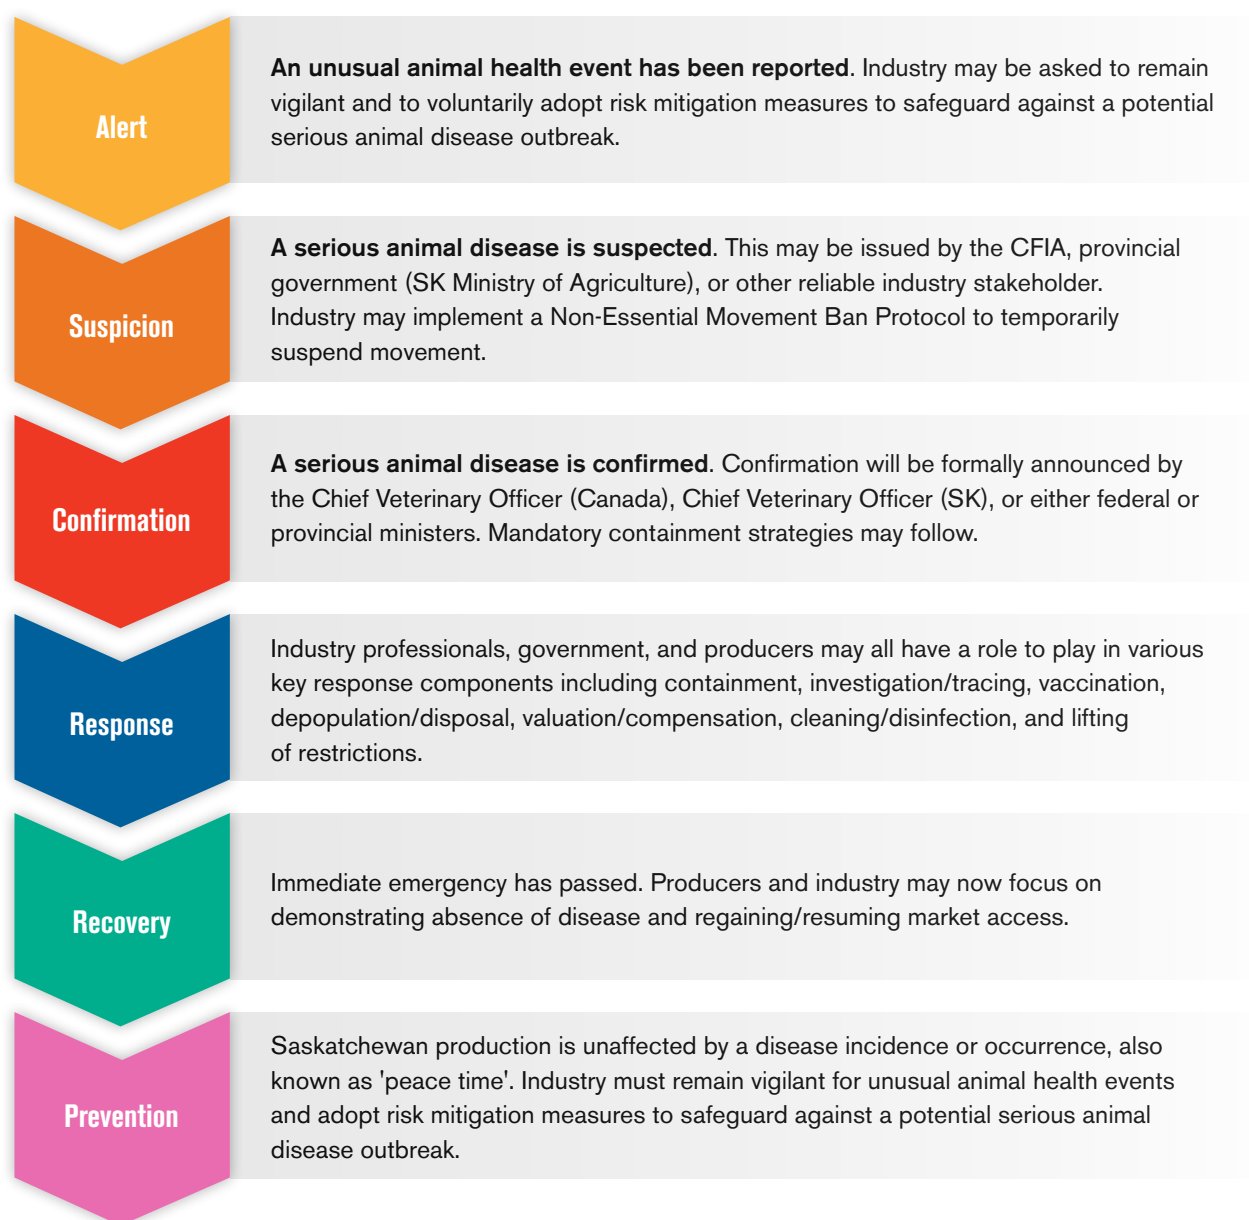 Alert
An unusual animal health event has been reported. Industry may be asked to remain
vigilant and to voluntarily adopt risk mitigation measures to safeguard against a potential
serious animal disease outbreak.
Suspicion
A serious animal disease is suspected. This may be issued by the CFIA, provincial
government (SK Ministry of Agriculture), or other reliable industry stakeholder.
Industry may implement a Non-Essential Movement Ban Protocol to temporarily
suspend movement.
Confirmation
A serious animal disease is confirmed. Confirmation will be formally announced by
the Chief Veterinary Officer (Canada), Chief Veterinary Officer (SK), or either federal or
provincial ministers. Mandatory containment strategies may follow.
Response
Industry professionals, government, and producers may all have a role to play in various
key response components including containment, investigation/tracing, vaccination,
depopulation/disposal, valuation/compensation, cleaning/disinfection, and lifting
of restrictions.
Recovery
Immediate emergency has passed. Producers and industry may now focus on
demonstrating absence of disease and regaining/resuming market access.
Prevention
Saskatchewan production is unaffected by a disease incidence or occurrence, also
known as 'peace time'. Industry must remain vigilant for unusual animal health events
and adopt risk mitigation measures to safeguard against a potential serious animal
disease outbreak.